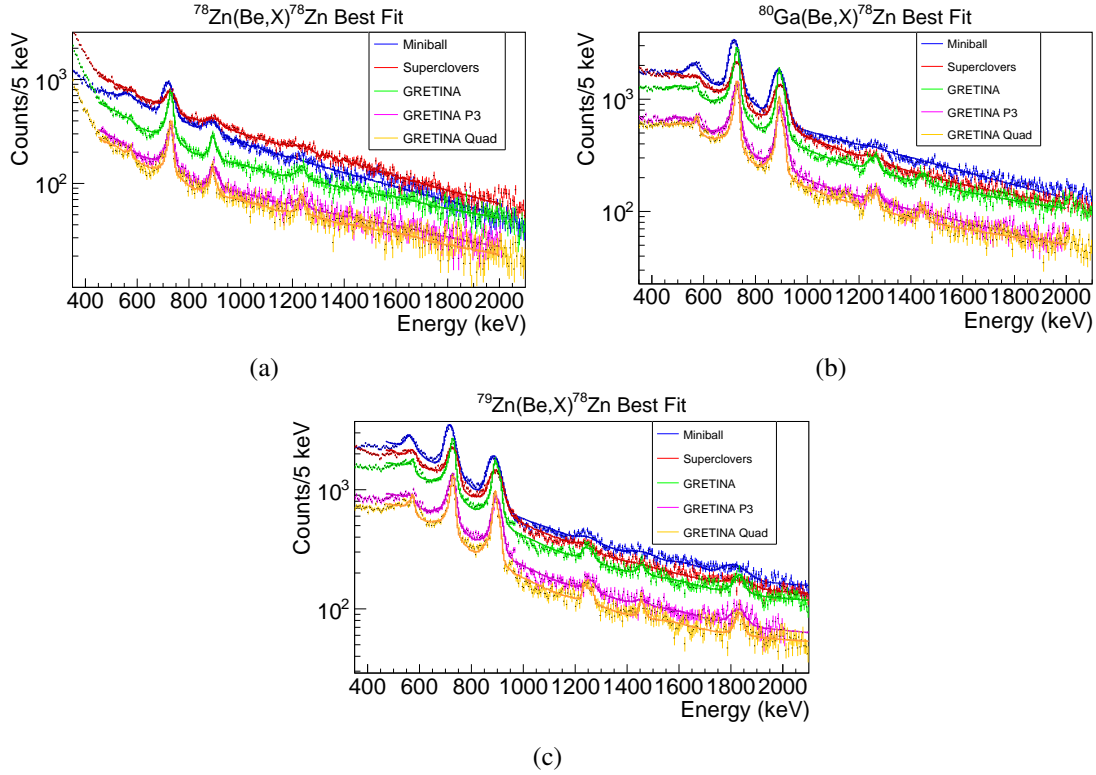 ⁷⁸Zn(Be,X)⁷⁸Zn Best Fit
Counts/5 keV
10³
10²
Miniball
Superclovers
GRETINA
GRETINA P3
GRETINA Quad
400 600 800 1000 1200 1400 1600 1800 2000
Energy (keV)
(a)
⁸⁰Ga(Be,X)⁷⁸Zn Best Fit
Counts/5 keV
10³
10²
Miniball
Superclovers
GRETINA
GRETINA P3
GRETINA Quad
400 600 800 1000 1200 1400 1600 1800 2000
Energy (keV)
(b)
⁷⁹Zn(Be,X)⁷⁸Zn Best Fit
Counts/5 keV
10³
10²
Miniball
Superclovers
GRETINA
GRETINA P3
GRETINA Quad
400 600 800 1000 1200 1400 1600 1800 2000
Energy (keV)
(c)